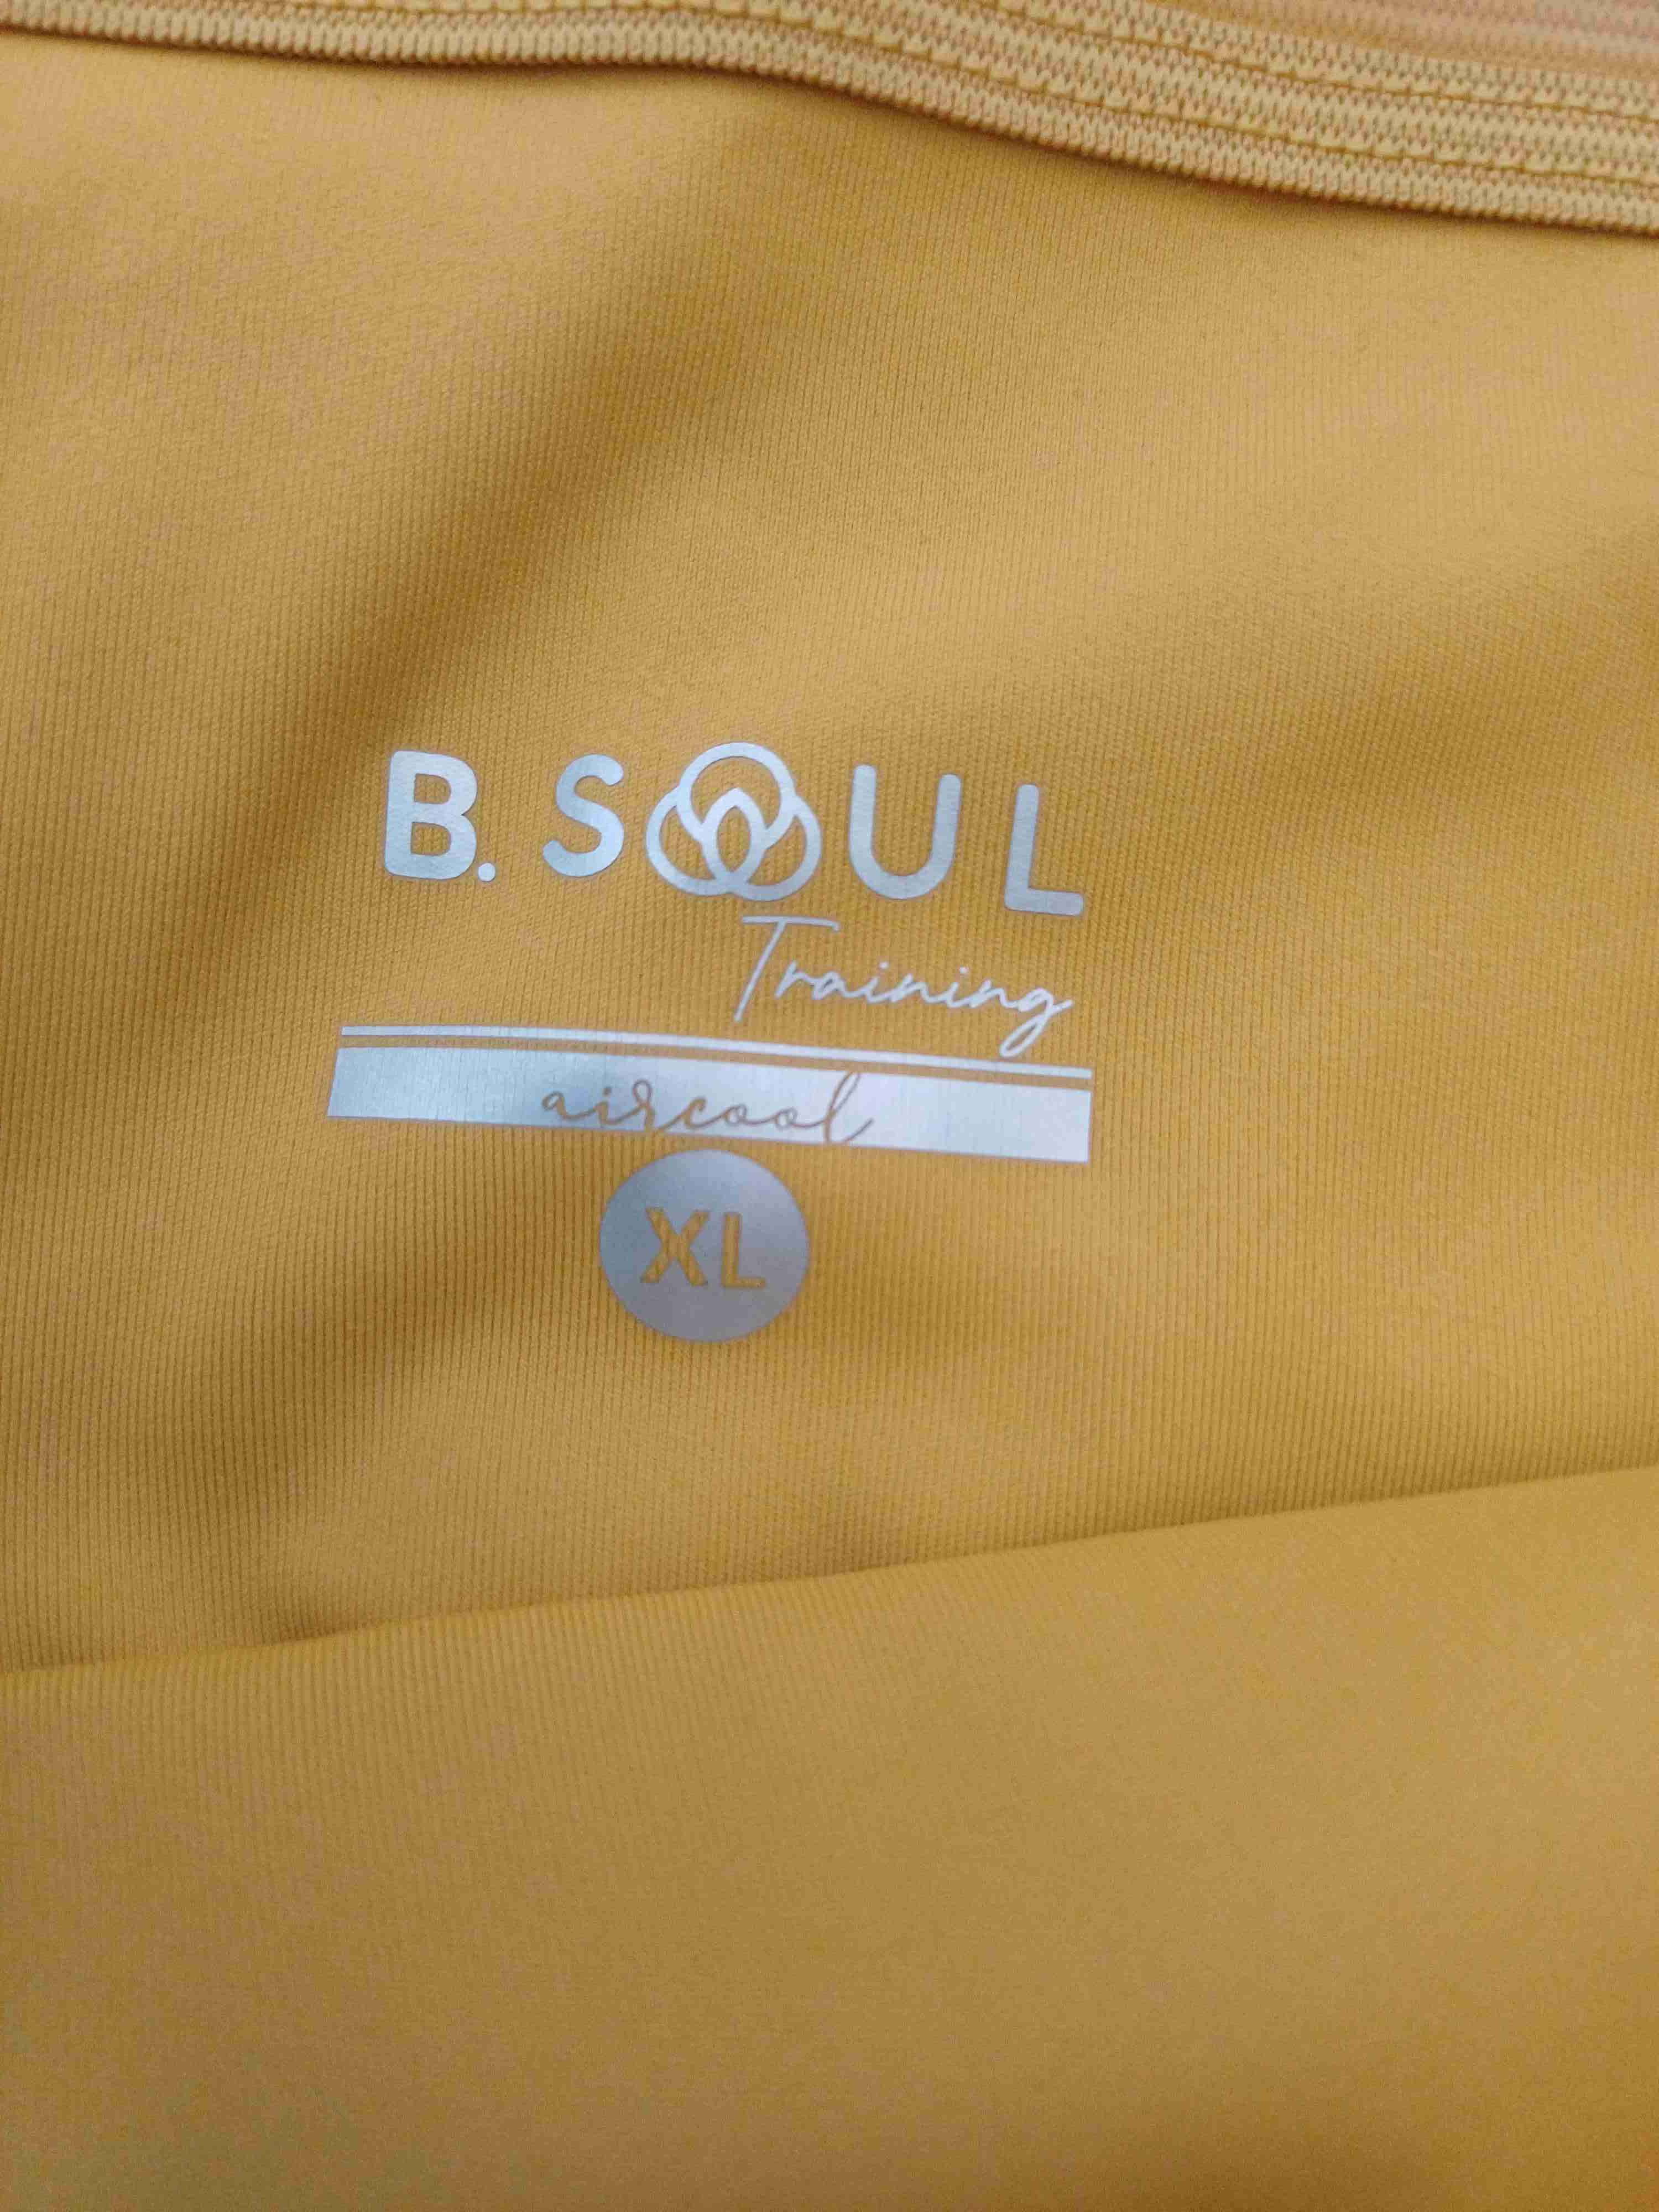 B. SOUL
Training
aircool
XL